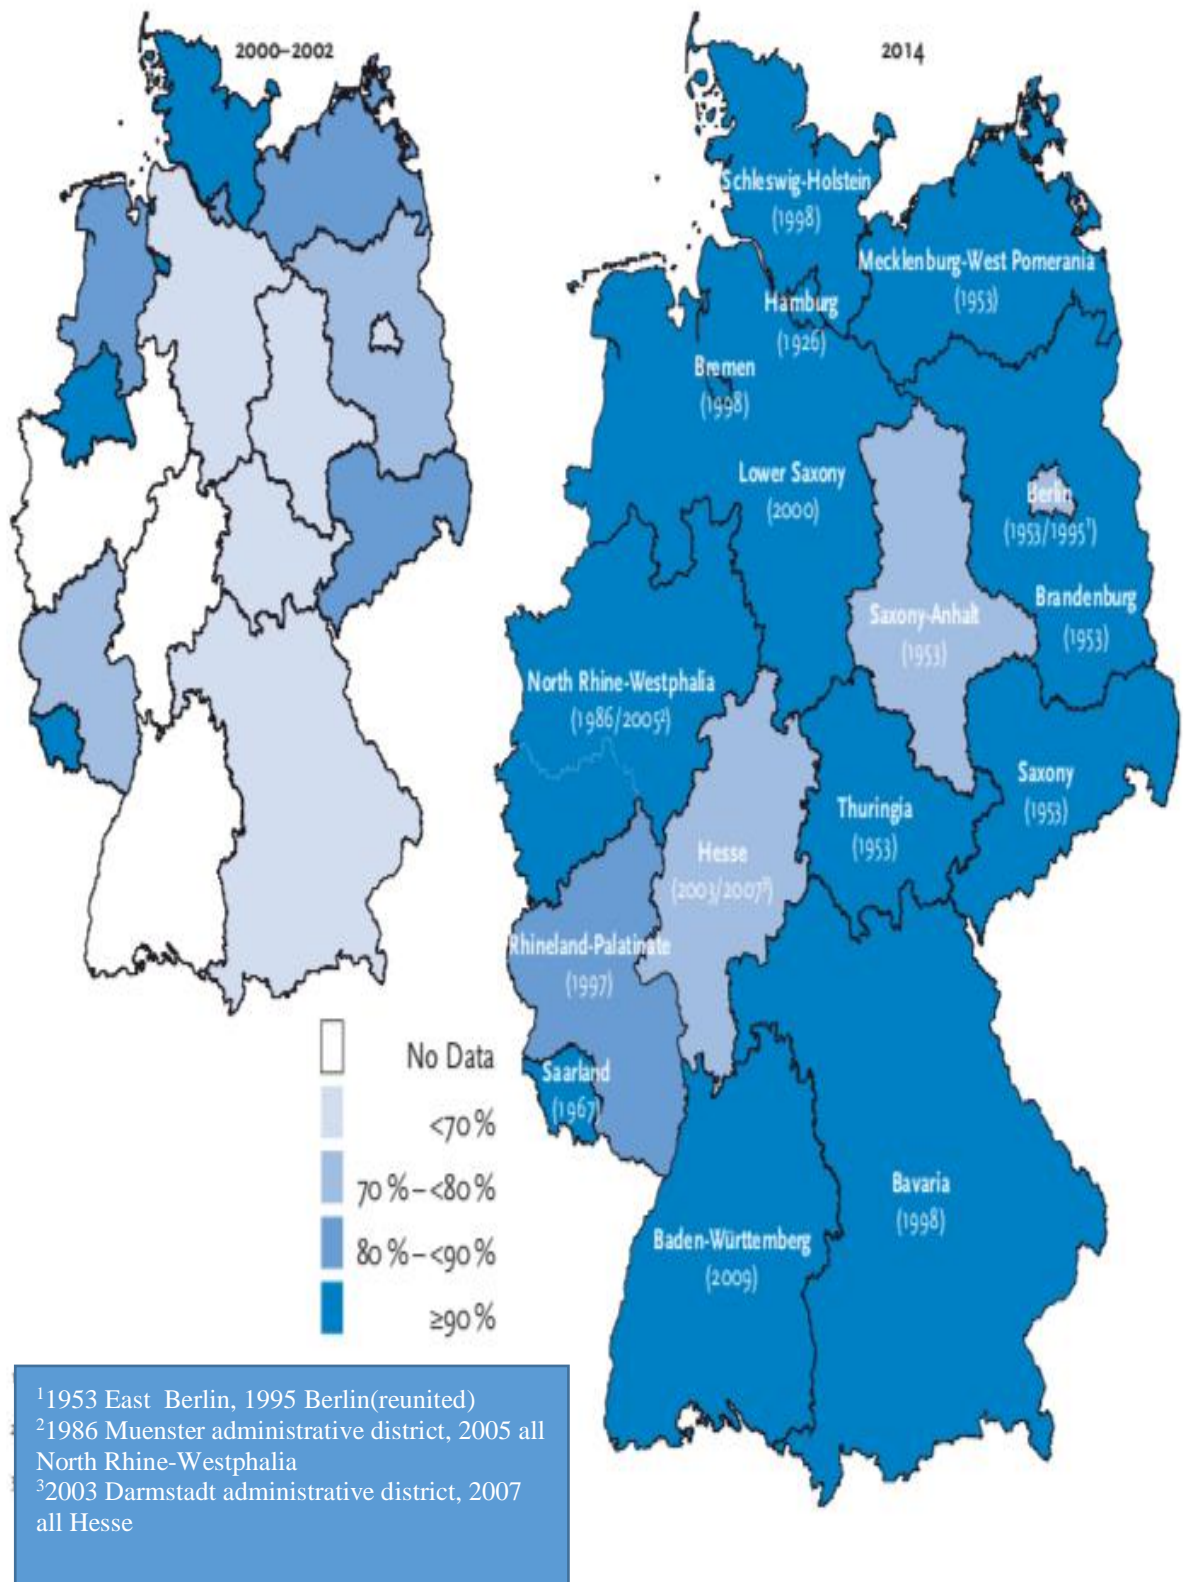 2000–2002
2014
Schleswig-Holstein
(1998)
Mecklenburg-West Pomerania
(1953)
Hamburg
(1926)
Bremen
(1998)
Lower Saxony
(2000)
Berlin
(1953/1995¹)
Brandenburg
(1953)
Saxony-Anhalt
(1953)
North Rhine-Westphalia
(1986/2005²)
Saxony
(1953)
Thuringia
(1953)
Hesse
(2003/2007³)
Rhineland-Palatinate
(1997)
Saarland
(1967)
Bavaria
(1998)
Baden-Württemberg
(2009)
No Data
<70 %
70 % – <80 %
80 % – <90 %
≥90 %
¹1953 East  Berlin, 1995 Berlin(reunited)
²1986 Muenster administrative district, 2005 all
North Rhine-Westphalia
³2003 Darmstadt administrative district, 2007
all Hesse